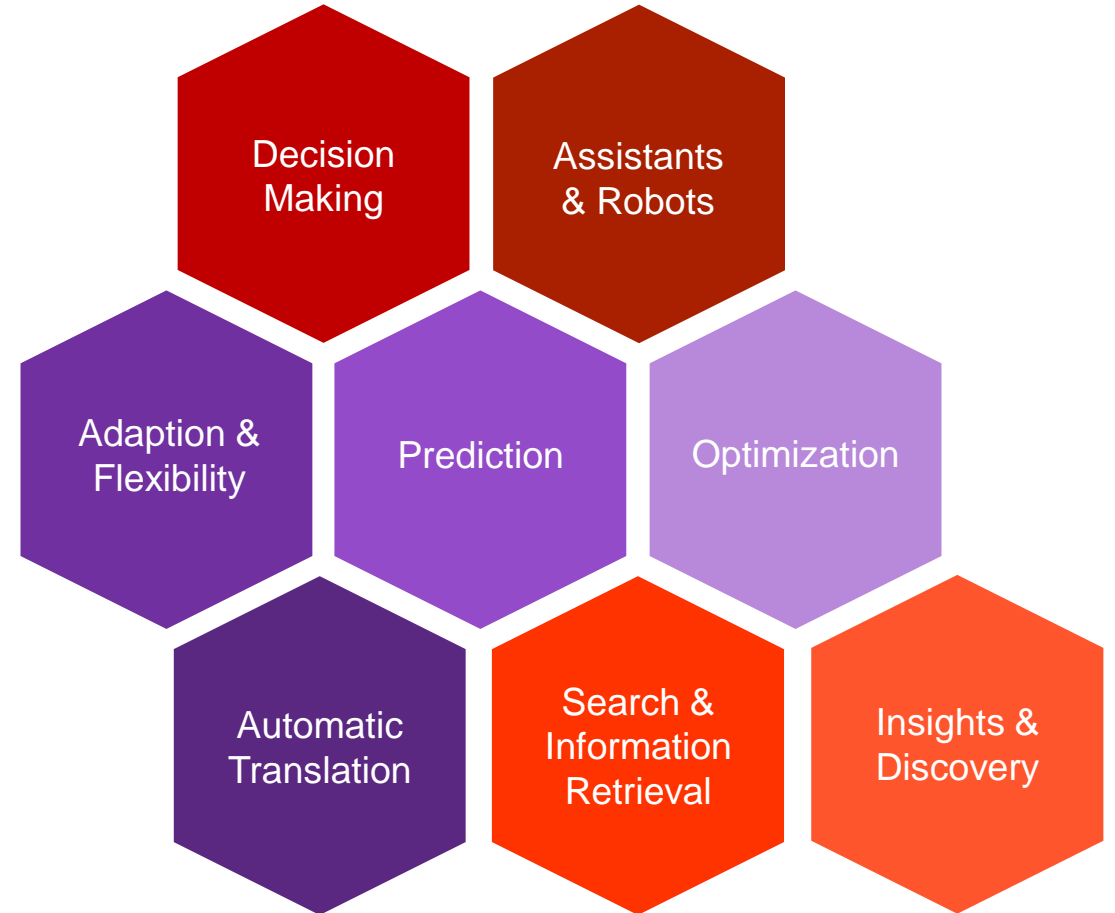 Decision
Making
Assistants
& Robots
Adaption &
Flexibility
Prediction
Optimization
Automatic
Translation
Search &
Information
Retrieval
Insights &
Discovery